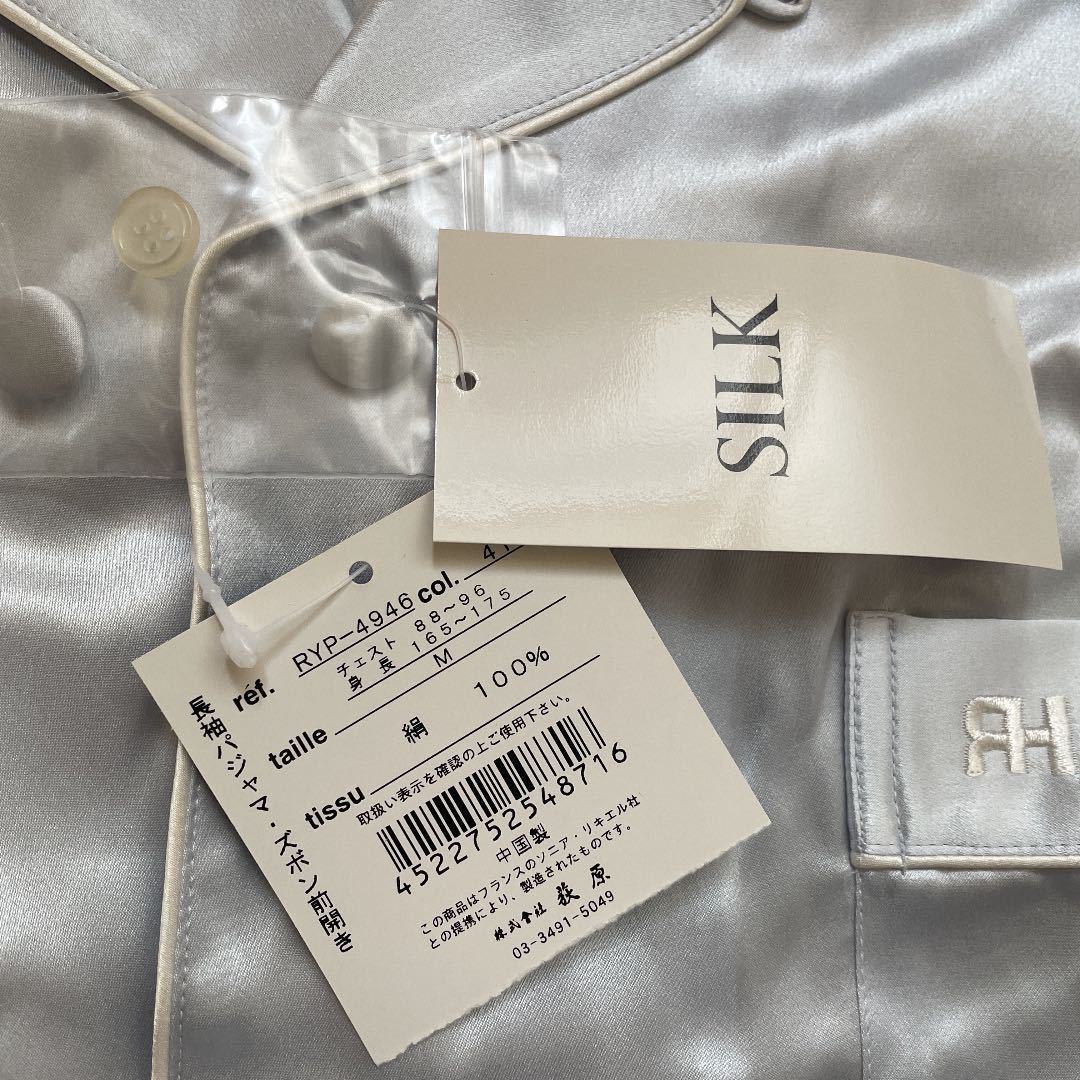 SILK
長袖パジャマ・ズボン前開き
réf. RYP-4946 col. 41
チェスト 88~96
身長 165~175
taille M
tissu 絹 100%
取扱い表示を確認の上ご使用下さい。
4522752548716
中国製
この商品はフランスのソニア・リキエル社
との提携により、製造されたものです。
株式会社 荻原
03-3491-5049
RH